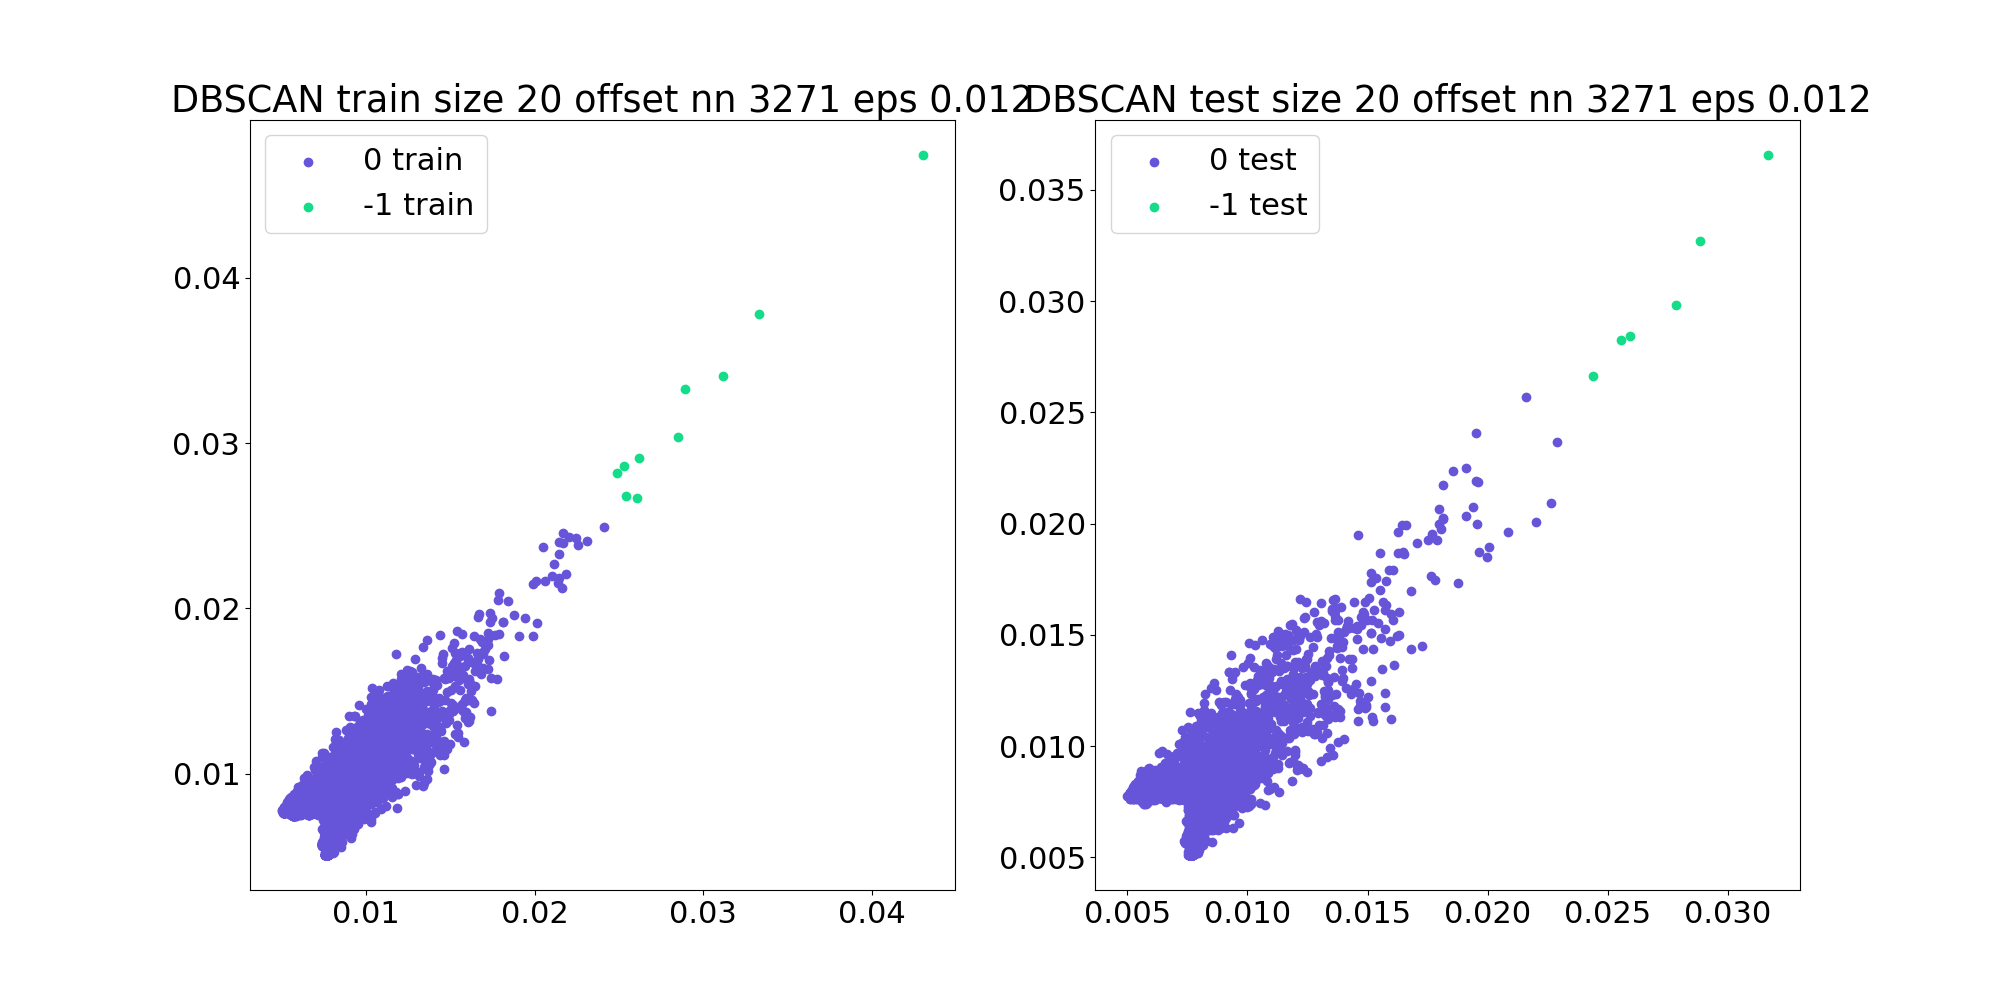 DBSCAN train size 20 offset nn 3271 eps 0.012
0 train
-1 train
0.04
0.03
0.02
0.01
0.01 0.02 0.03 0.04
DBSCAN test size 20 offset nn 3271 eps 0.012
0 test
-1 test
0.035
0.030
0.025
0.020
0.015
0.010
0.005
0.005 0.010 0.015 0.020 0.025 0.030